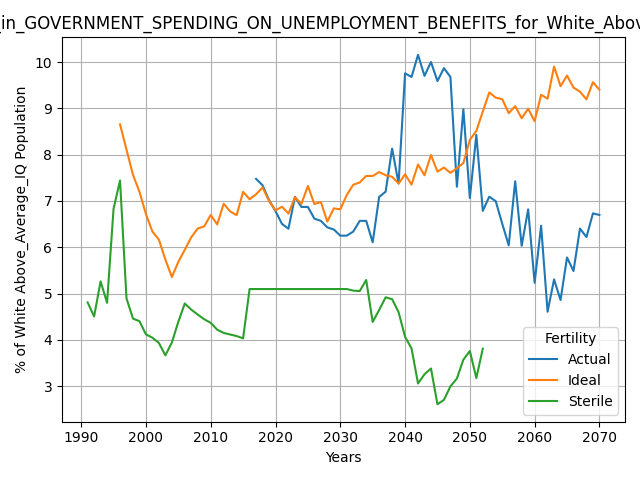 _in_GOVERNMENT_SPENDING_ON_UNEMPLOYMENT_BENEFITS_for_White_Abov
% of White Above_Average_IQ Population
10
9
8
7
6
5
4
3
1990 2000 2010 2020 2030 2040 2050 2060 2070
Years
Fertility
Actual
Ideal
Sterile